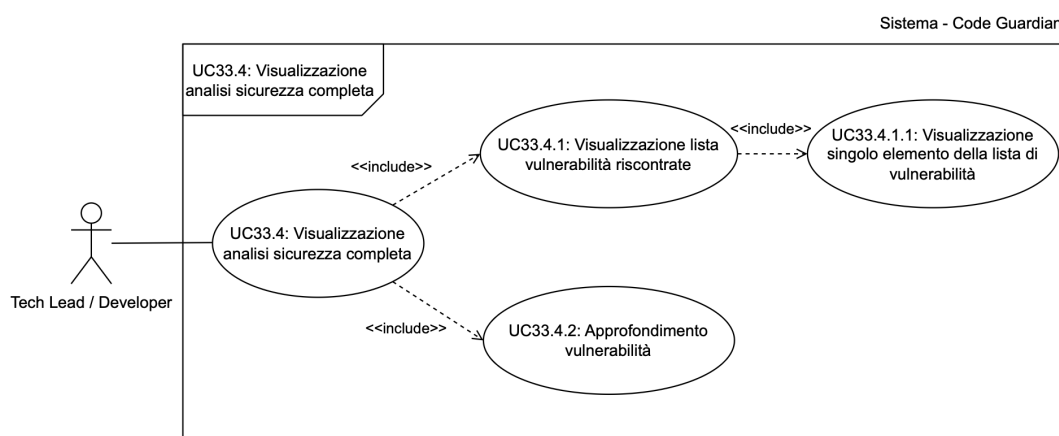 Sistema - Code Guardian
UC33.4: Visualizzazione
analisi sicurezza completa
<<include>>
UC33.4.1: Visualizzazione lista
vulnerabilità riscontrate
<<include>>
UC33.4.1.1: Visualizzazione
singolo elemento della lista di
vulnerabilità
UC33.4: Visualizzazione
analisi sicurezza completa
Tech Lead / Developer
<<include>>
UC33.4.2: Approfondimento
vulnerabilità